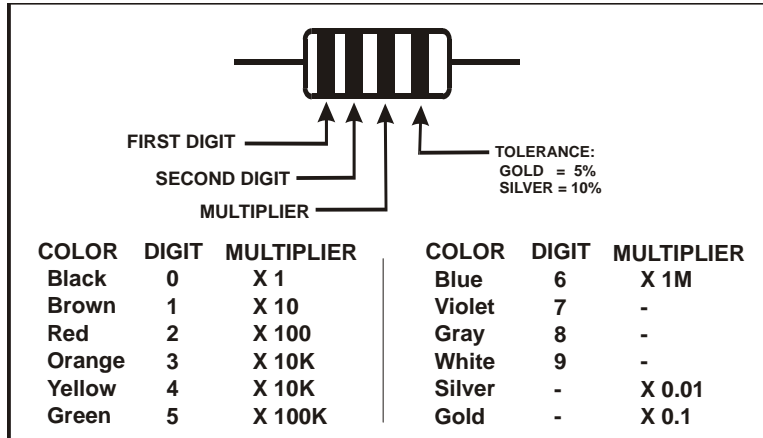 FIRST DIGIT
SECOND DIGIT
MULTIPLIER
TOLERANCE:
GOLD = 5%
SILVER = 10%
COLOR DIGIT MULTIPLIER
Black 0 X 1
Brown 1 X 10
Red 2 X 100
Orange 3 X 10K
Yellow 4 X 10K
Green 5 X 100K
COLOR DIGIT MULTIPLIER
Blue 6 X 1M
Violet 7 -
Gray 8 -
White 9 -
Silver - X 0.01
Gold - X 0.1